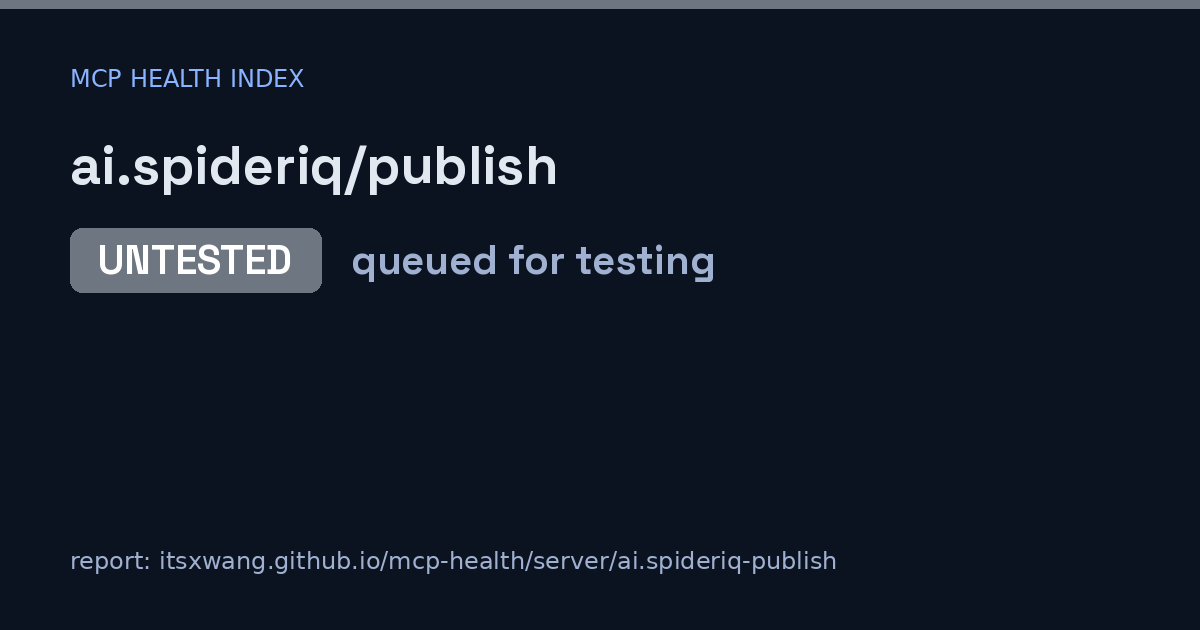 MCP HEALTH INDEX
ai.spideriq/publish
UNTESTED queued for testing
report: itsxwang.github.io/mcp-health/server/ai.spideriq-publish